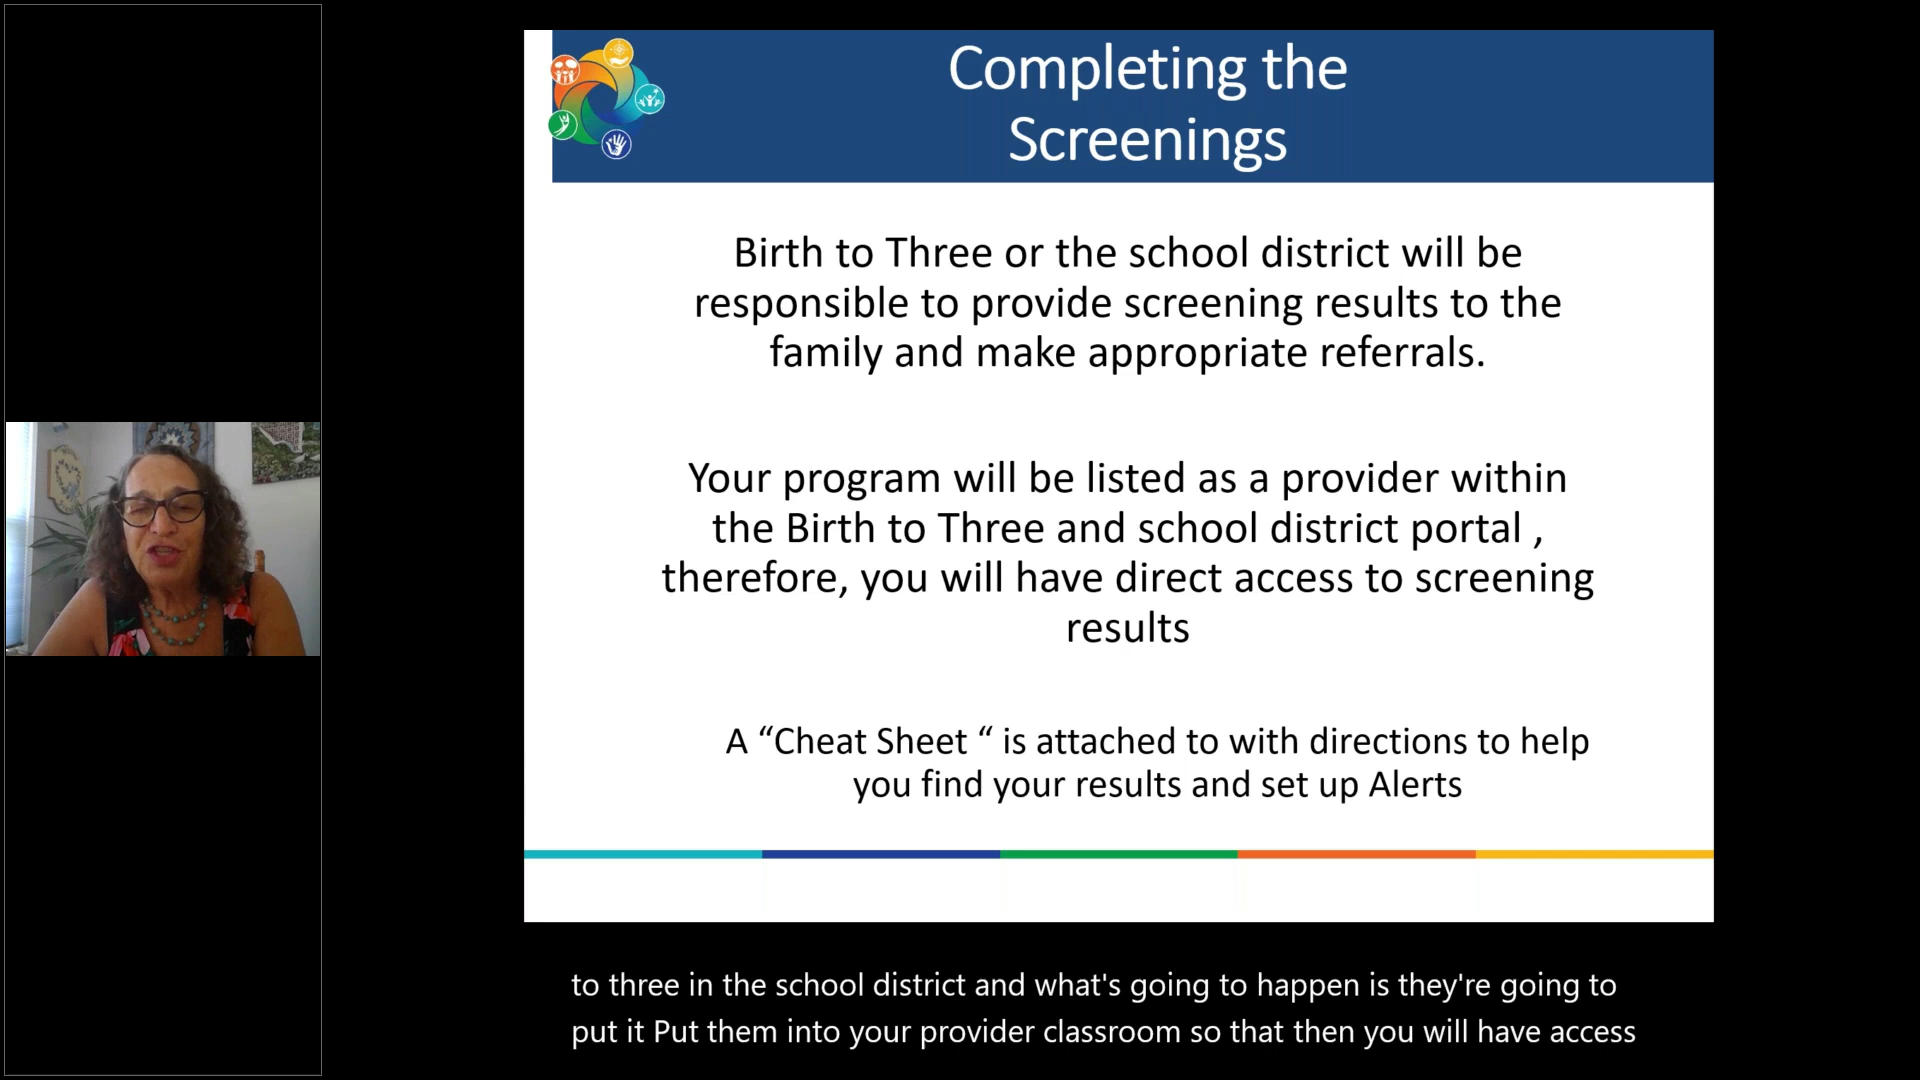 Completing the
Screenings
Birth to Three or the school district will be
responsible to provide screening results to the
family and make appropriate referrals.
Your program will be listed as a provider within
the Birth to Three and school district portal ,
therefore, you will have direct access to screening
results
A “Cheat Sheet “ is attached to with directions to help
you find your results and set up Alerts
to three in the school district and what's going to happen is they're going to
put it Put them into your provider classroom so that then you will have access